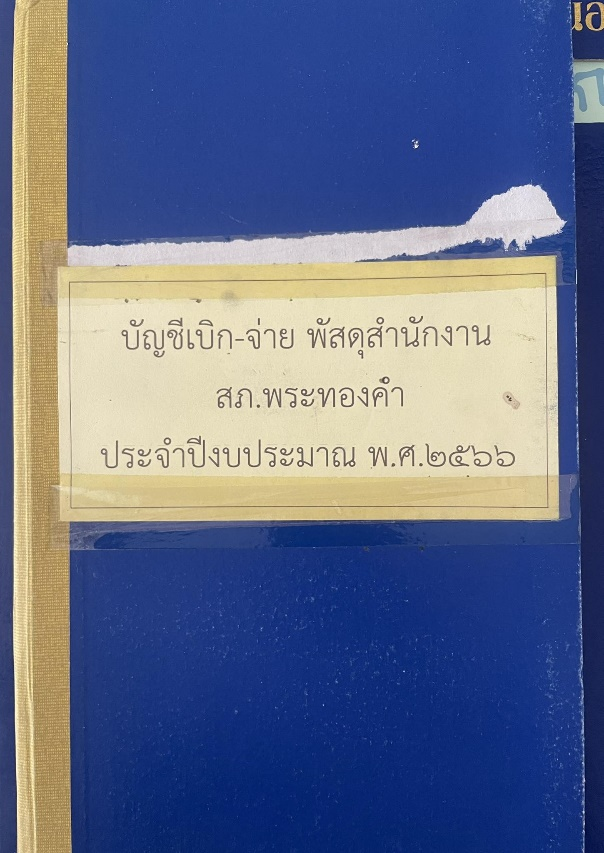 บัญชีเบิก-จ่าย พัสดุสำนักงาน
สภ.พระทองคำ
ประจำปีงบประมาณ พ.ศ.๒๕๖๖